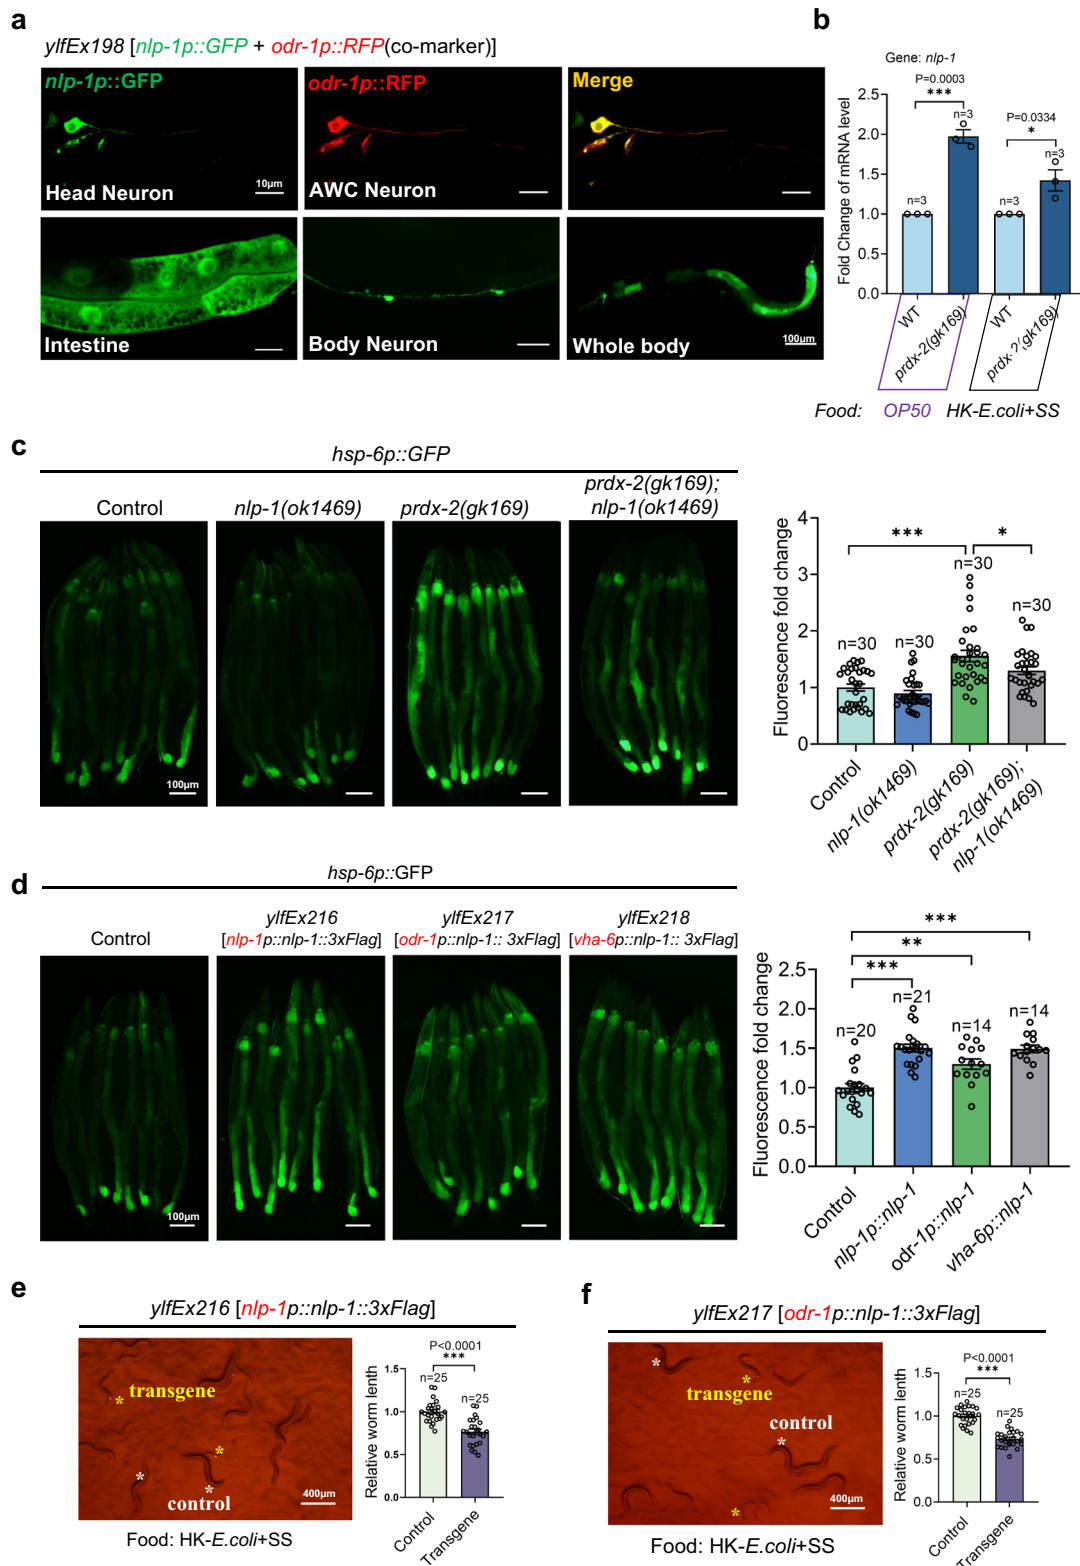 a
ylfEx198 [nlp-1p::GFP + odr-1p::RFP(co-marker)]
nlp-1p::GFP
odr-1p::RFP
Merge
Head Neuron
10μm
AWC Neuron
Intestine
Body Neuron
Whole body
100μm
b
Gene: nlp-1
Fold Change of mRNA level
2.5
2.0
1.5
1.0
0.5
0.0
P=0.0003
***
n=3
n=3
P=0.0334
*
n=3
n=3
WT
prdx-2(gk169)
WT
prdx-2(gk169)
Food: OP50 HK-E.coli+SS
c
hsp-6p::GFP
Control
nlp-1(ok1469)
prdx-2(gk169)
prdx-2(gk169);
nlp-1(ok1469)
100μm
Fluorescence fold change
4
3
2
1
0
***
*
n=30
n=30
n=30
n=30
Control
nlp-1(ok1469)
prdx-2(gk169)
prdx-2(gk169);
nlp-1(ok1469)
d
hsp-6p::GFP
Control
ylfEx216
[nlp-1p::nlp-1::3xFlag]
ylfEx217
[odr-1p::nlp-1:: 3xFlag]
ylfEx218
[vha-6p::nlp-1:: 3xFlag]
100μm
Fluorescence fold change
2.5
2.0
1.5
1.0
0.5
0.0
***
**
***
n=20
n=21
n=14
n=14
Control
nlp-1p::nlp-1
odr-1p::nlp-1
vha-6p::nlp-1
e
ylfEx216 [nlp-1p::nlp-1::3xFlag]
* transgene
*
*
*
control
400μm
Food: HK-E.coli+SS
Relative worm lenth
1.5
1.0
0.5
0.0
P<0.0001
***
n=25
n=25
Control
Transgene
f
ylfEx217 [odr-1p::nlp-1::3xFlag]
*
*
transgene
control
*
*
400μm
Food: HK-E.coli+SS
Relative worm lenth
1.5
1.0
0.5
0.0
P<0.0001
***
n=25
n=25
Control
Transgene